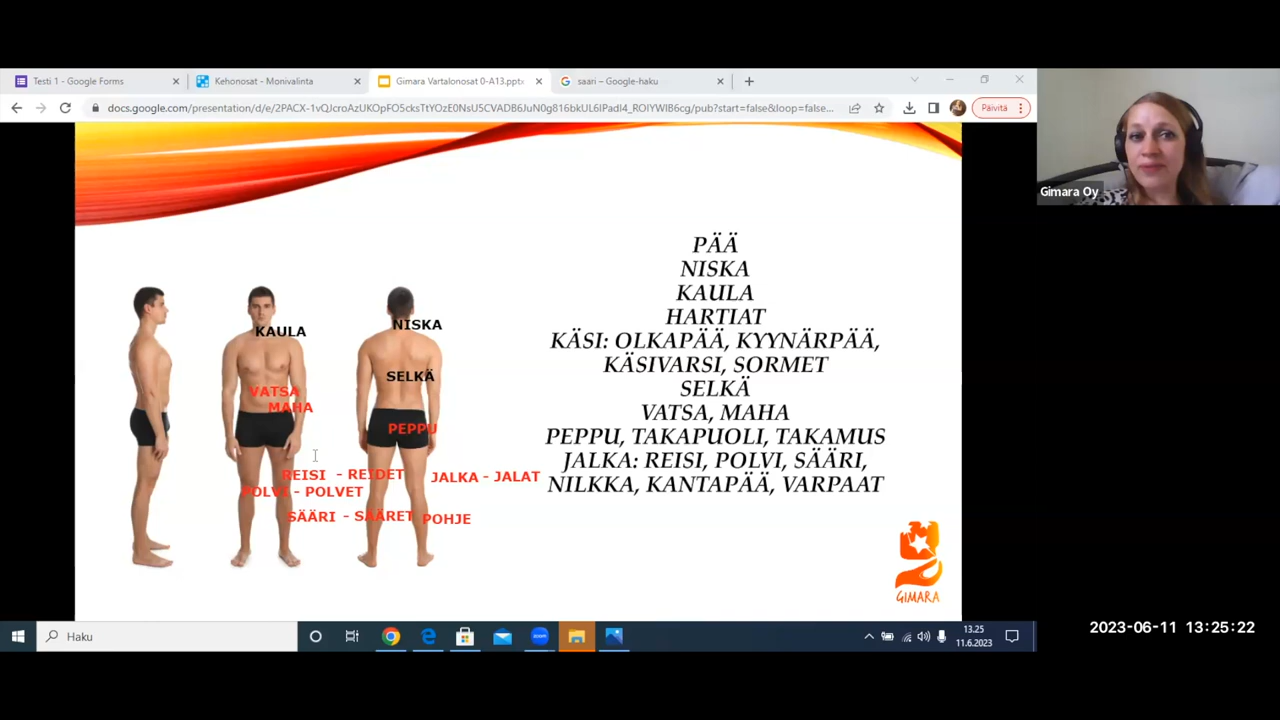 Testi 1 - Google Forms
Kehonosat - Monivalinta
Gimara Vartalonosat 0-A13.pptx
saari – Google-haku
docs.google.com/presentation/d/e/2PACX-1vQJcroAzUKOpFO5cksTtYOzE0NsU5CVADB6JuN0g816bkUL6IPadl4_ROlYWlB6cg/pub?start=false&loop=false...
Päivitä
Gimara Oy
PÄÄ
NISKA
KAULA
HARTIAT
KÄSI: OLKAPÄÄ, KYYNÄRPÄÄ,
KÄSIVARSI, SORMET
SELKÄ
VATSA, MAHA
PEPPU, TAKAPUOLI, TAKAMUS
JALKA: REISI, POLVI, SÄÄRI,
NILKKA, KANTAPÄÄ, VARPAAT
KAULA
NISKA
SELKÄ
VATSA
MAHA
PEPPU
REISI - REIDET
JALKA - JALAT
POLVI - POLVET
SÄÄRI - SÄÄRET
POHJE
GIMARA
Haku
zoom
13.25
11.6.2023
2023-06-11 13:25:22